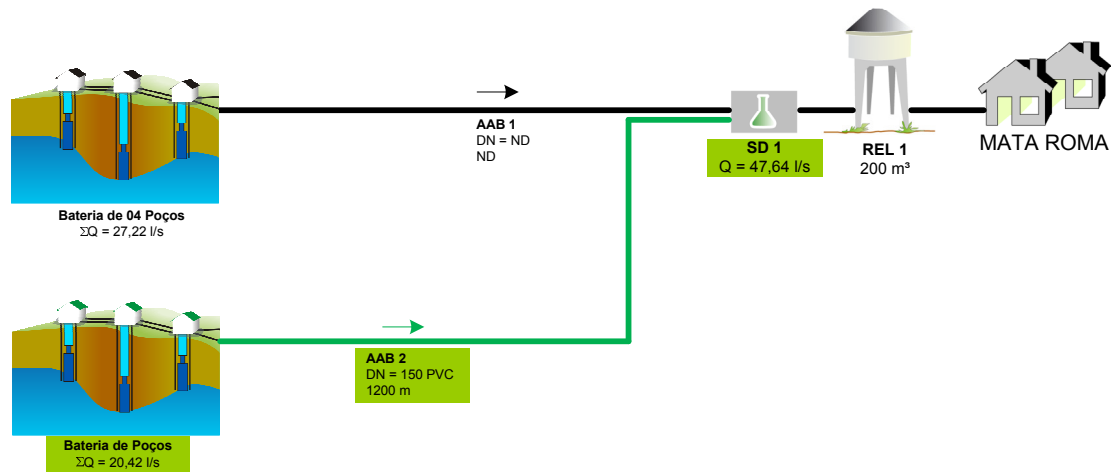 AAB 1
DN = ND
ND
SD 1
Q = 47,64 l/s
REL 1
200 m³
MATA ROMA
Bateria de 04 Poços
ΣQ = 27,22 l/s
AAB 2
DN = 150 PVC
1200 m
Bateria de Poços
ΣQ = 20,42 l/s